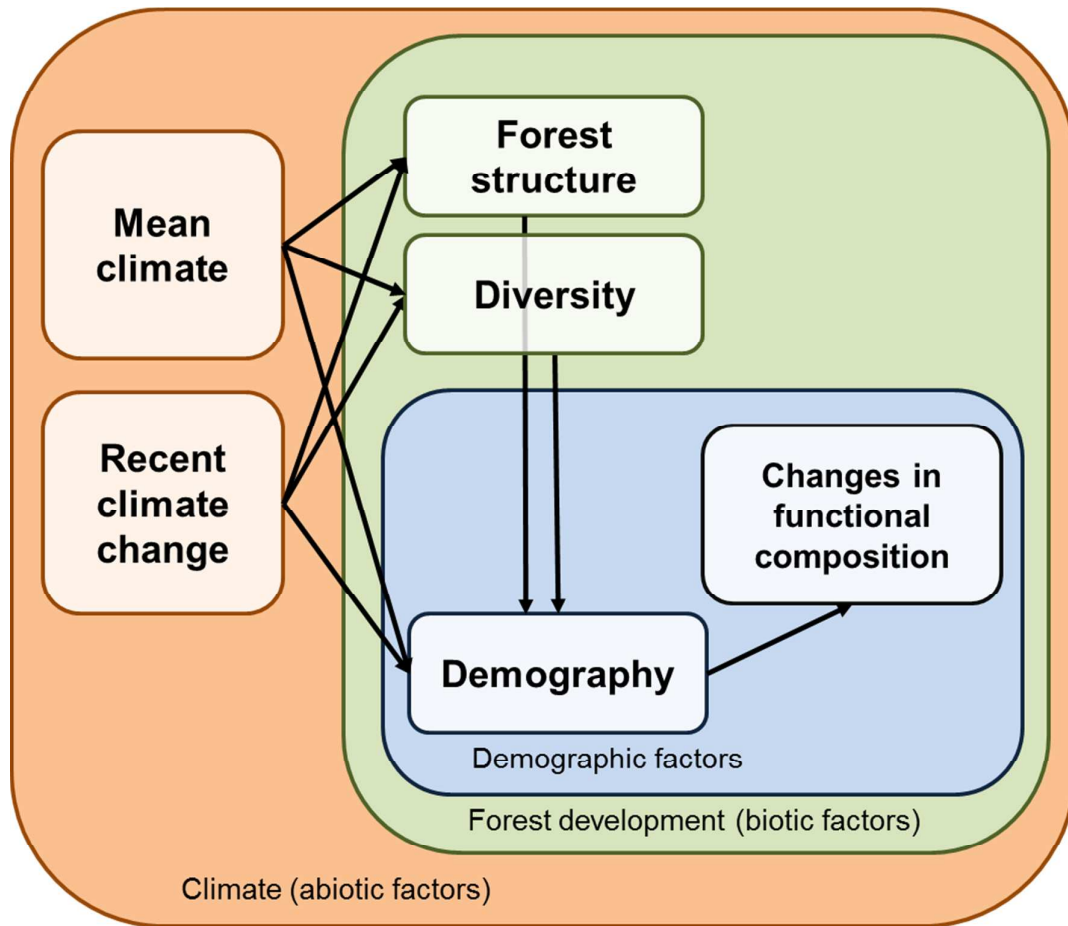 Forest
structure
Mean
climate
Diversity
Recent
climate
change
Changes in
functional
composition
Demography
Demographic factors
Forest development (biotic factors)
Climate (abiotic factors)